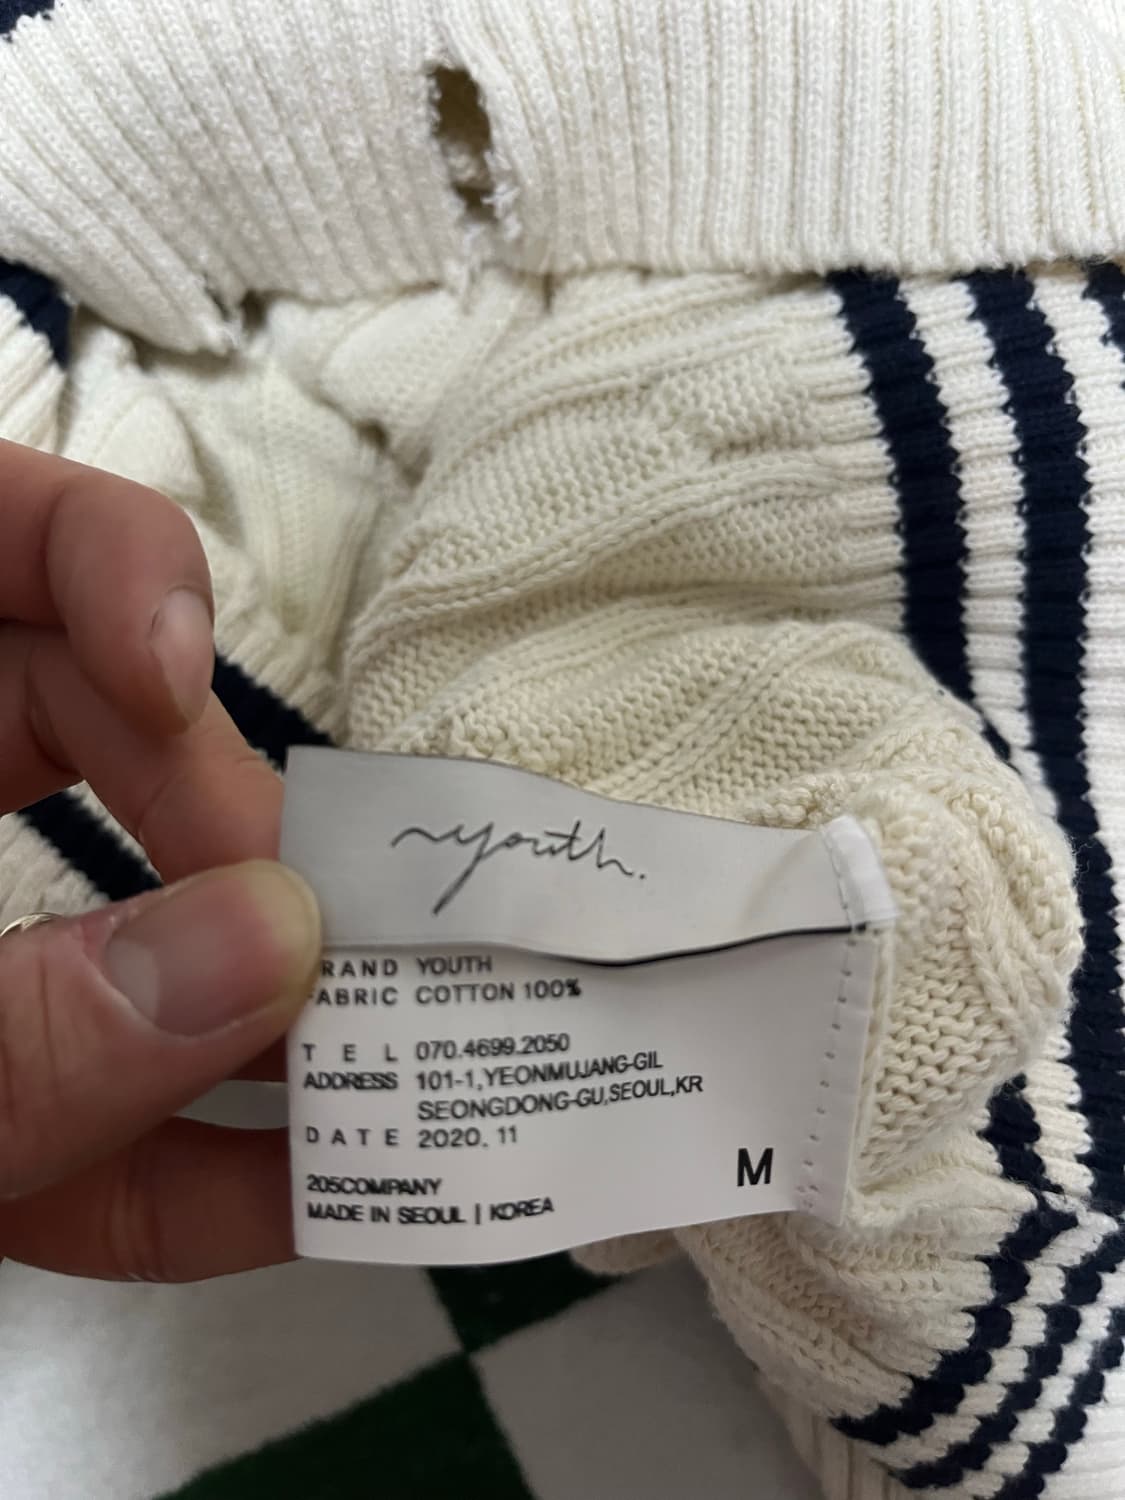 youth.
RAND YOUTH
ABRIC COTTON 100%
T E L 070.4699.2050
ADDRESS 101-1,YEONMUJANG-GIL
SEONGDONG-GU,SEOUL,KR
D A T E 2020. 11
M
205COMPANY
MADE IN SEOUL | KOREA